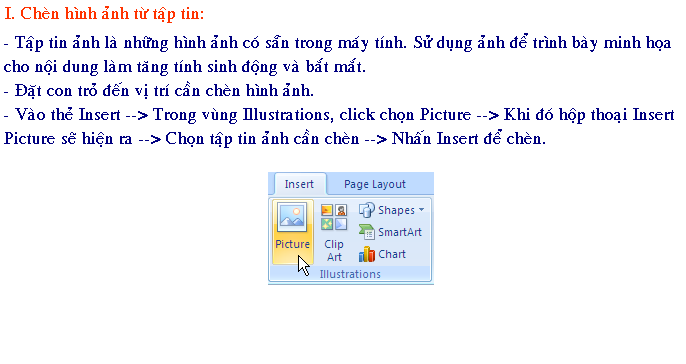 I. Chèn hình ảnh từ tập tin:
- Tập tin ảnh là những hình ảnh có sẵn trong máy tính. Sử dụng ảnh để trình bày minh họa
cho nội dung làm tăng tính sinh động và bắt mắt.
- Đặt con trỏ đến vị trí cần chèn hình ảnh.
- Vào thẻ Insert --> Trong vùng Illustrations, click chọn Picture --> Khi đó hộp thoại Insert
Picture sẽ hiện ra --> Chọn tập tin ảnh cần chèn --> Nhấn Insert để chèn.
Insert Page Layout
Picture
Clip
Art
Shapes
SmartArt
Chart
Illustrations